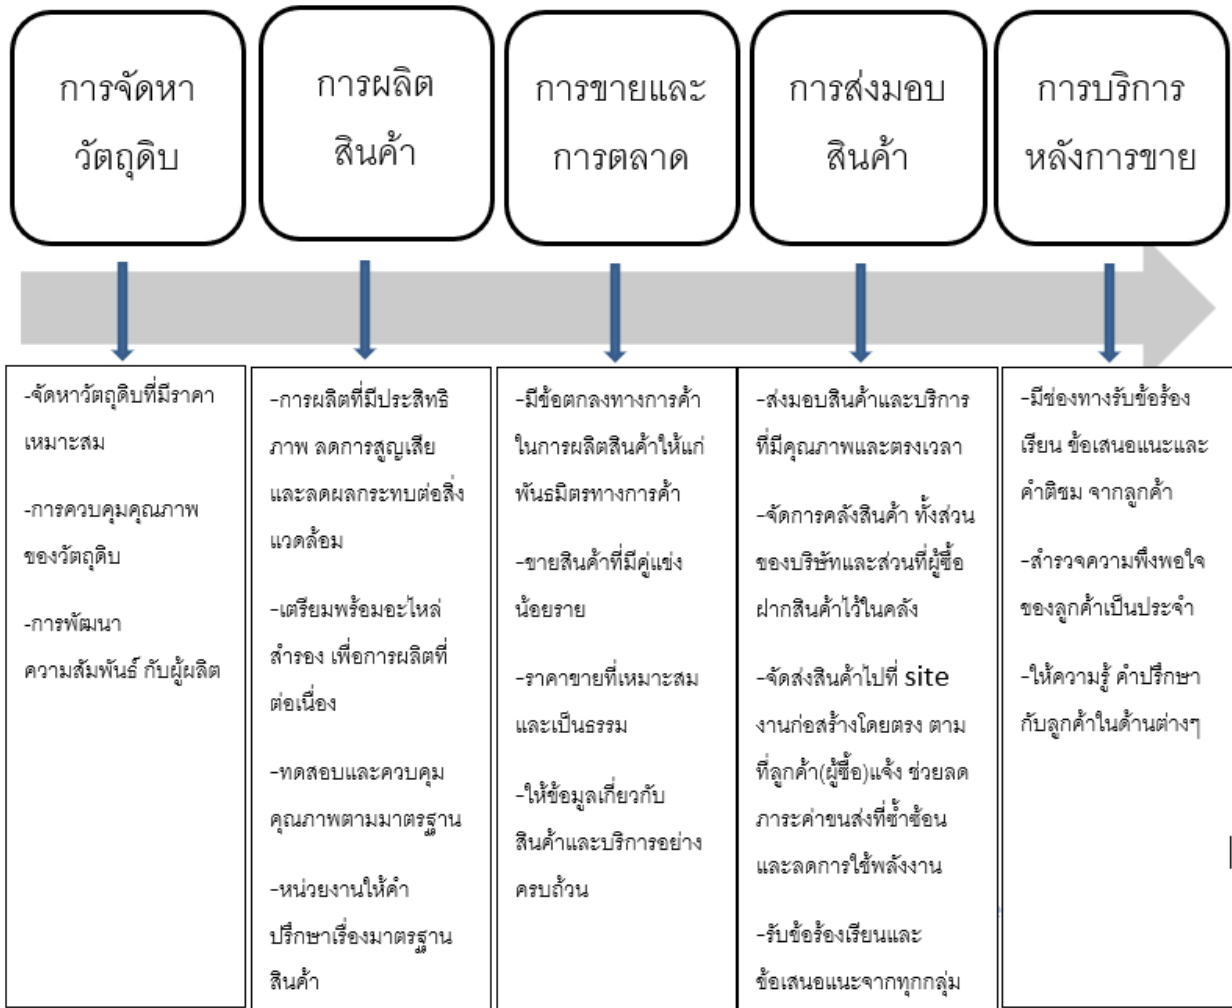 การจัดหา
วัตถุดิบ
การผลิต
สินค้า
การขายและ
การตลาด
การส่งมอบ
สินค้า
การบริการ
หลังการขาย
-จัดหาวัตถุดิบที่มีราคา
เหมาะสม
-การควบคุมคุณภาพ
ของวัตถุดิบ
-การพัฒนา
ความสัมพันธ์ กับผู้ผลิต
-การผลิตที่มีประสิทธิ
ภาพ ลดการสูญเสีย
และลดผลกระทบต่อสิ่ง
แวดล้อม
-เตรียมพร้อมอะไหล่
สำรอง เพื่อการผลิตที่
ต่อเนื่อง
-ทดสอบและควบคุม
คุณภาพตามมาตรฐาน
-หน่วยงานให้คำ
ปรึกษาเรื่องมาตรฐาน
สินค้า
-มีข้อตกลงทางการค้า
ในการผลิตสินค้าให้แก่
พันธมิตรทางการค้า
-ขายสินค้าที่มีคู่แข่ง
น้อยราย
-ราคาขายที่เหมาะสม
และเป็นธรรม
-ให้ข้อมูลเกี่ยวกับ
สินค้าและบริการอย่าง
ครบถ้วน
-ส่งมอบสินค้าและบริการ
ที่มีคุณภาพและตรงเวลา
-จัดการคลังสินค้า ทั้งส่วน
ของบริษัทและส่วนที่ผู้ซื้อ
ฝากสินค้าไว้ในคลัง
-จัดส่งสินค้าไปที่ site
งานก่อสร้างโดยตรง ตาม
ที่ลูกค้า(ผู้ซื้อ)แจ้ง ช่วยลด
ภาระค่าขนส่งที่ซ้ำซ้อน
และลดการใช้พลังงาน
-รับข้อร้องเรียนและ
ข้อเสนอแนะจากทุกกลุ่ม
-มีช่องทางรับข้อร้อง
เรียน ข้อเสนอแนะและ
คำติชม จากลูกค้า
-สำรวจความพึงพอใจ
ของลูกค้าเป็นประจำ
-ให้ความรู้ คำปรึกษา
กับลูกค้าในด้านต่างๆ